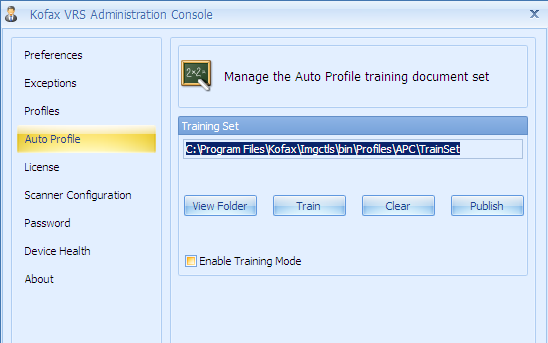 Kofax VRS Administration Console
Preferences
Exceptions
Profiles
Auto Profile
License
Scanner Configuration
Password
Device Health
About
2×2=
Manage the Auto Profile training document set
Training Set
C:\Program Files\Kofax\Imgctls\bin\Profiles\APC\TrainSet
View Folder Train Clear Publish
Enable Training Mode